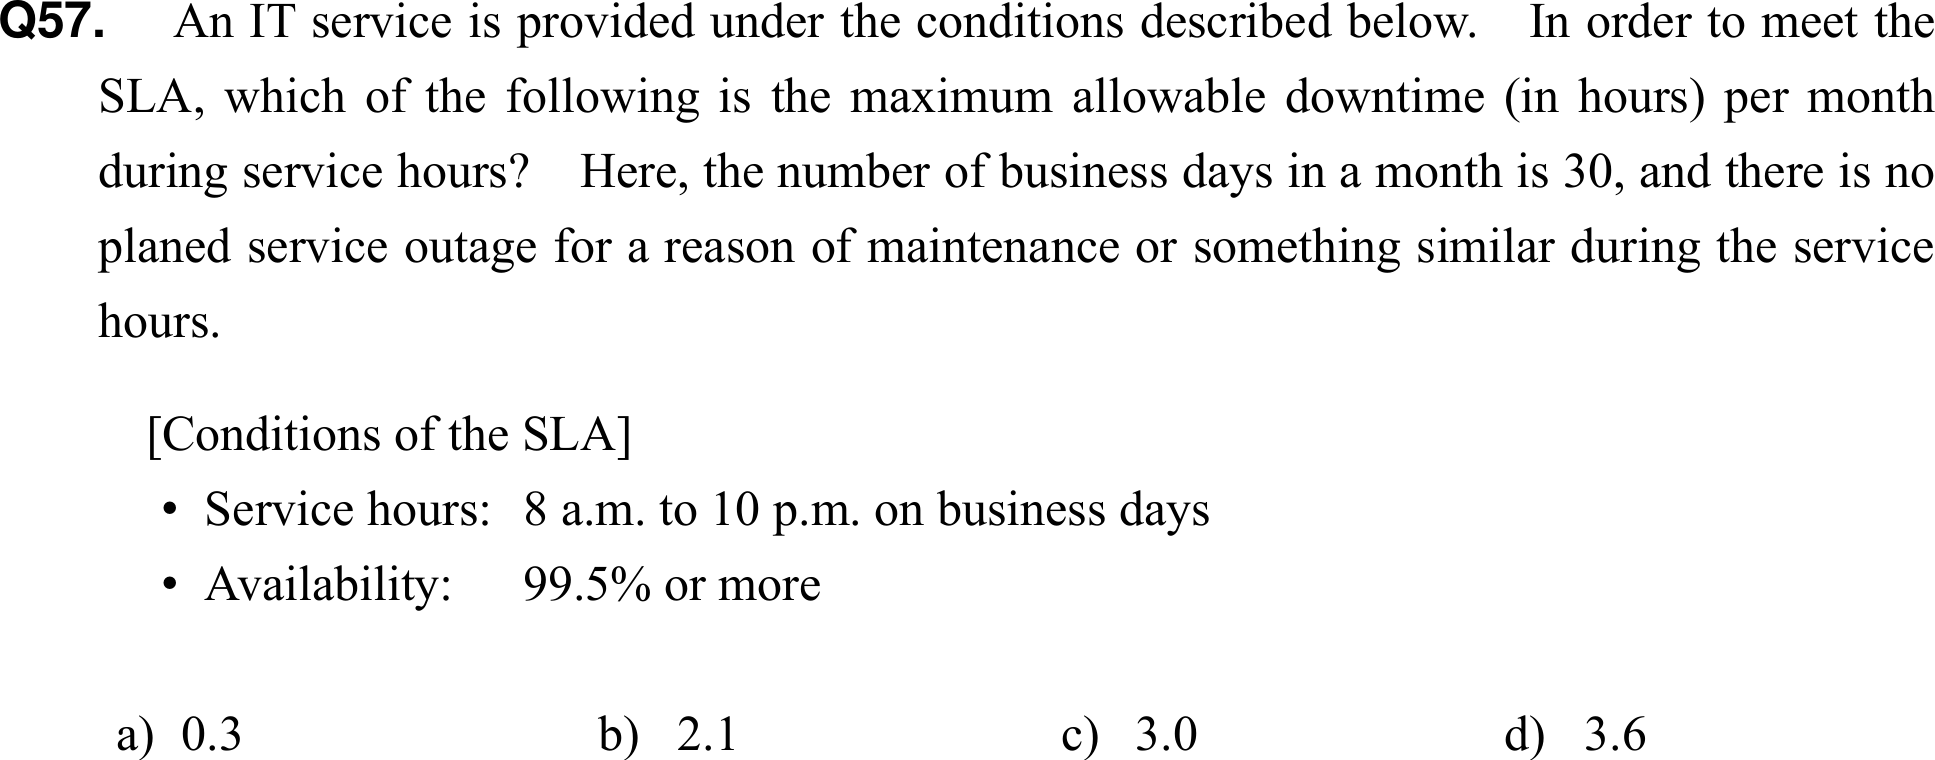 Q57. An IT service is provided under the conditions described below. In order to meet the
SLA, which of the following is the maximum allowable downtime (in hours) per month
during service hours? Here, the number of business days in a month is 30, and there is no
planed service outage for a reason of maintenance or something similar during the service
hours.
[Conditions of the SLA]
• Service hours: 8 a.m. to 10 p.m. on business days
• Availability: 99.5% or more
a) 0.3 b) 2.1 c) 3.0 d) 3.6